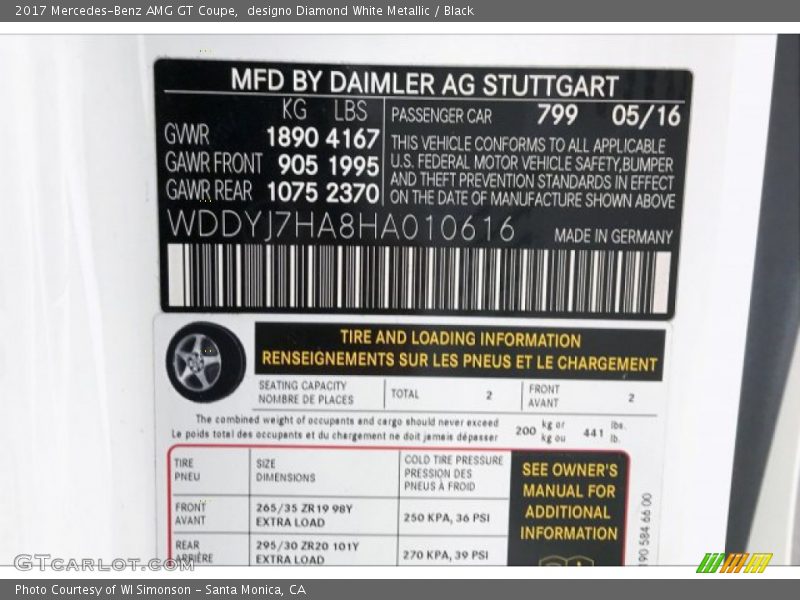 2017 Mercedes-Benz AMG GT Coupe,  designo Diamond White Metallic / Black
MFD BY DAIMLER AG STUTTGART
KG LBS
GVWR 1890 4167
GAWR FRONT 905 1995
GAWR REAR 1075 2370
PASSENGER CAR 799 05/16
THIS VEHICLE CONFORMS TO ALL APPLICABLE
U.S. FEDERAL MOTOR VEHICLE SAFETY,BUMPER
AND THEFT PREVENTION STANDARDS IN EFFECT
ON THE DATE OF MANUFACTURE SHOWN ABOVE
WDDYJ7HA8HA010616 MADE IN GERMANY
TIRE AND LOADING INFORMATION
RENSEIGNEMENTS SUR LES PNEUS ET LE CHARGEMENT
SEATING CAPACITY
NOMBRE DE PLACES
TOTAL 2
FRONT
AVANT
2
The combined weight of occupants and cargo should never exceed
Le poids total des occupants et du chargement ne doit jamais dépasser
200 kg or
kg ou
441 lbs.
lb.
TIRE
PNEU
SIZE
DIMENSIONS
COLD TIRE PRESSURE
PRESSION DES
PNEUS À FROID
FRONT
AVANT
265/35 ZR19 98Y
EXTRA LOAD
250 KPA, 36 PSI
REAR
ARRIÈRE
295/30 ZR20 101Y
EXTRA LOAD
270 KPA, 39 PSI
SEE OWNER'S
MANUAL FOR
ADDITIONAL
INFORMATION
190 584 66 00
GTCarLot.com
Photo Courtesy of WI Simonson - Santa Monica, CA